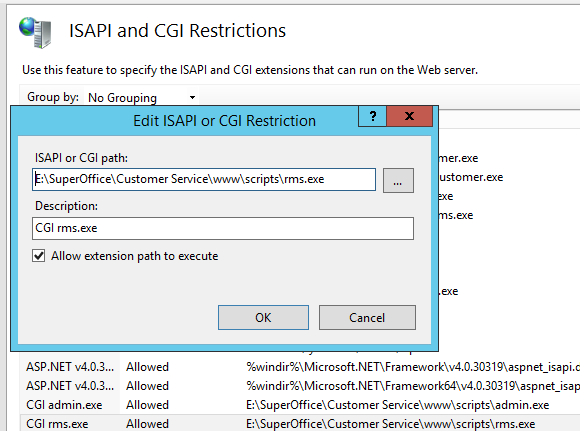 ISAPI and CGI Restrictions
Use this feature to specify the ISAPI and CGI extensions that can run on the Web server.
Group by: No Grouping
Edit ISAPI or CGI Restriction
? x
ISAPI or CGI path:
E:\SuperOffice\Customer Service\www\scripts\rms.exe
...
Description:
CGI rms.exe
Allow extension path to execute
OK Cancel
mer.exe
ustomer.exe
exe
ms.exe
.exe
ASP.NET v4.0.3... Allowed %windir%\Microsoft.NET\Framework\v4.0.30319\aspnet_isapi.d
ASP.NET v4.0.3... Allowed %windir%\Microsoft.NET\Framework64\v4.0.30319\aspnet_isap
CGI admin.exe Allowed E:\SuperOffice\Customer Service\www\scripts\admin.exe
CGI rms.exe Allowed E:\SuperOffice\Customer Service\www\scripts\rms.exe